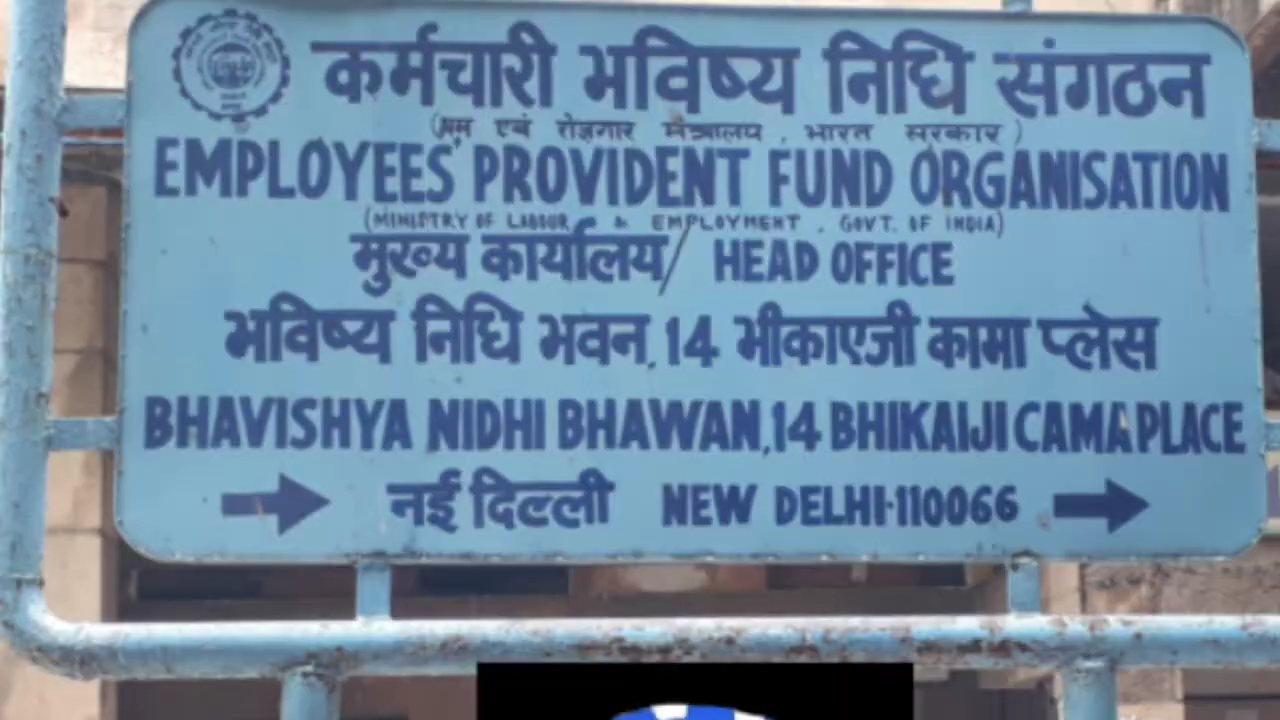 कर्मचारी भविष्य निधि संगठन
(श्रम एवं रोज़गार मंत्रालय , भारत सरकार)
EMPLOYEES' PROVIDENT FUND ORGANISATION
(MINISTRY OF LABOUR & EMPLOYMENT , GOVT. OF INDIA)
मुख्य कार्यालय/ HEAD OFFICE
भविष्य निधि भवन, 14 भीकाएजी कामा प्लेस
BHAVISHYA NIDHI BHAWAN, 14 BHIKAIJI CAMA PLACE
नई दिल्ली NEW DELHI-110066